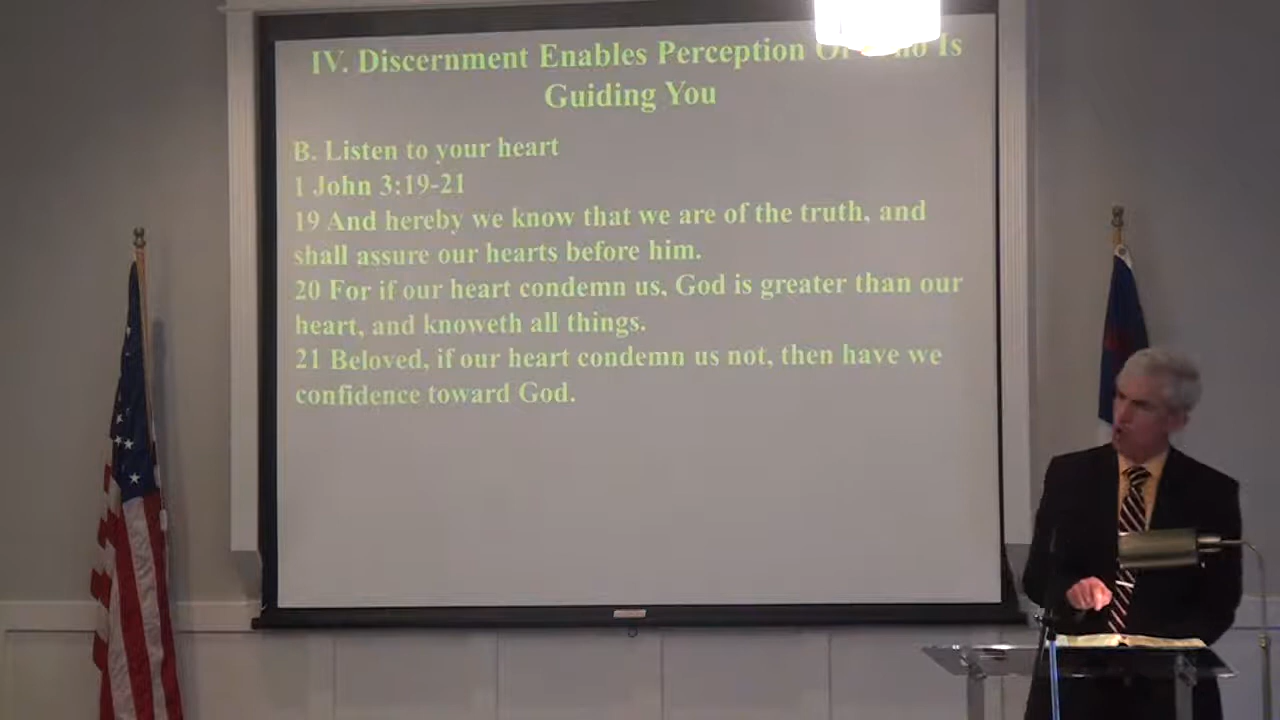 IV. Discernment Enables Perception Of Is
Guiding You
B. Listen to your heart
1 John 3:19-21
19 And hereby we know that we are of the truth, and
shall assure our hearts before him.
20 For if our heart condemn us, God is greater than our
heart, and knoweth all things.
21 Beloved, if our heart condemn us not, then have we
confidence toward God.